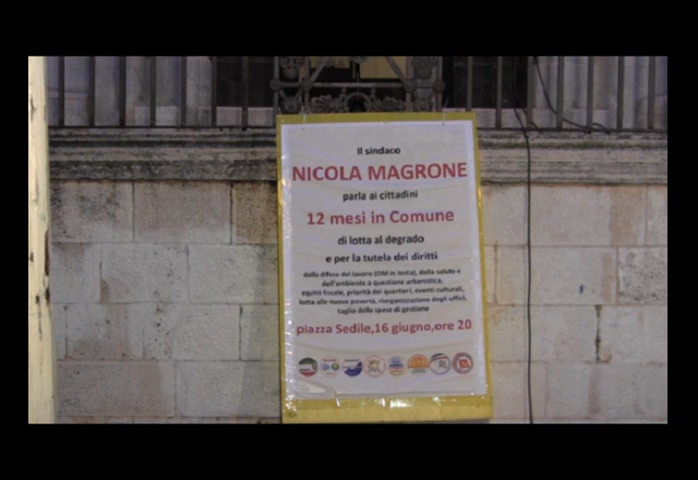 Il sindaco
NICOLA MAGRONE
parla ai cittadini
12 mesi in Comune
di lotta al degrado
e per la tutela dei diritti
dalla difesa del lavoro (OM in testa), della salute e
dell'ambiente a questione urbanistica,
equità fiscale, priorità dei quartieri, eventi culturali,
lotta alle nuove povertà, riorganizzazione degli uffici,
taglio delle spese di gestione
piazza Sedile,16 giugno,ore 20